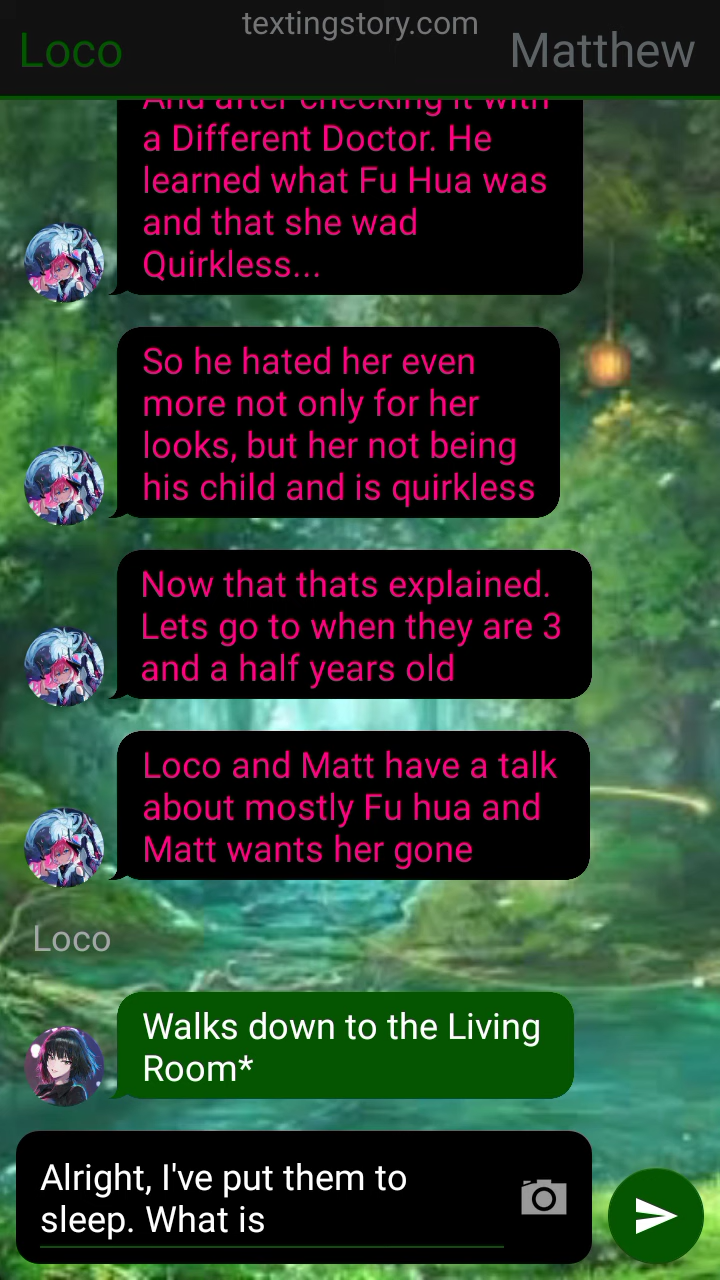 textingstory.com
Loco
Matthew
And after checking it with
a Different Doctor. He
learned what Fu Hua was
and that she wad
Quirkless...
So he hated her even
more not only for her
looks, but her not being
his child and is quirkless
Now that thats explained.
Lets go to when they are 3
and a half years old
Loco and Matt have a talk
about mostly Fu hua and
Matt wants her gone
Loco
Walks down to the Living
Room*
Alright, I've put them to
sleep. What is